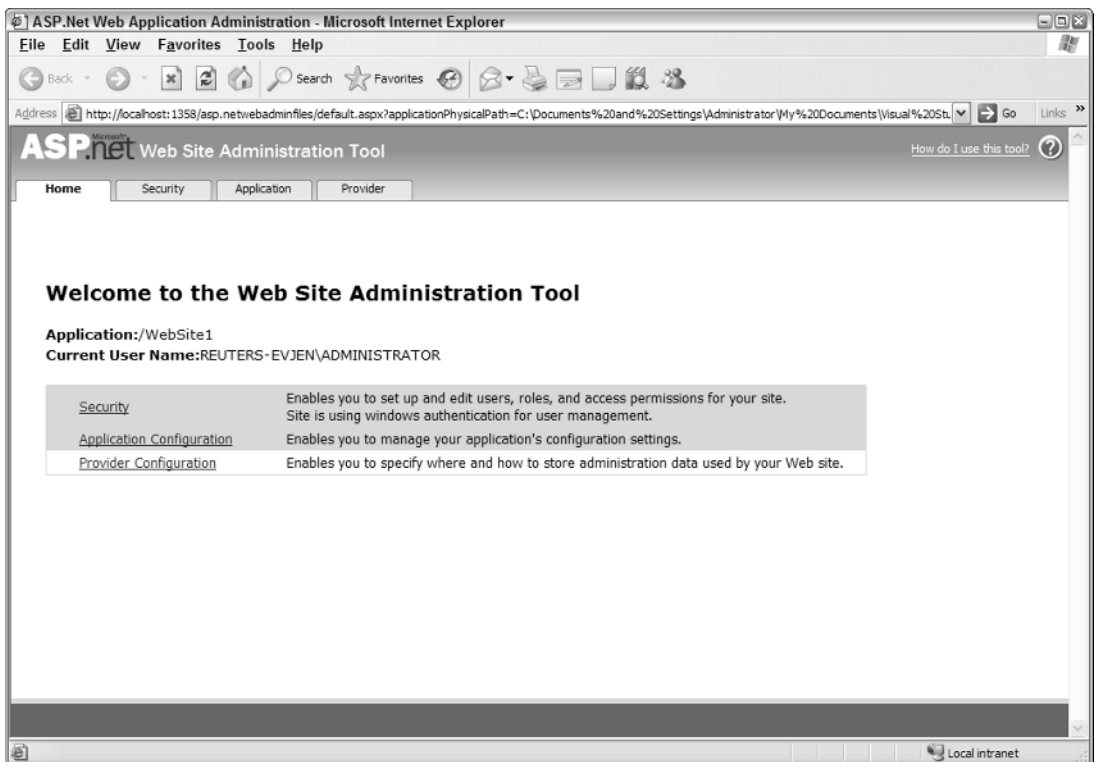 ASP.Net Web Application Administration - Microsoft Internet Explorer
File Edit View Favorites Tools Help
Back Search Favorites
Address http://localhost:1358/asp.netwebadminfiles/default.aspx?applicationPhysicalPath=C:\Documents%20and%20Settings\Administrator\My%20Documents\Visual%20Stu Go Links »
Microsoft
ASP.net Web Site Administration Tool How do I use this tool? ?
Home Security Application Provider
Welcome to the Web Site Administration Tool
Application:/WebSite1
Current User Name:REUTERS-EVJEN\ADMINISTRATOR
Security Enables you to set up and edit users, roles, and access permissions for your site.
Site is using windows authentication for user management.
Application Configuration Enables you to manage your application's configuration settings.
Provider Configuration Enables you to specify where and how to store administration data used by your Web site.
Local intranet